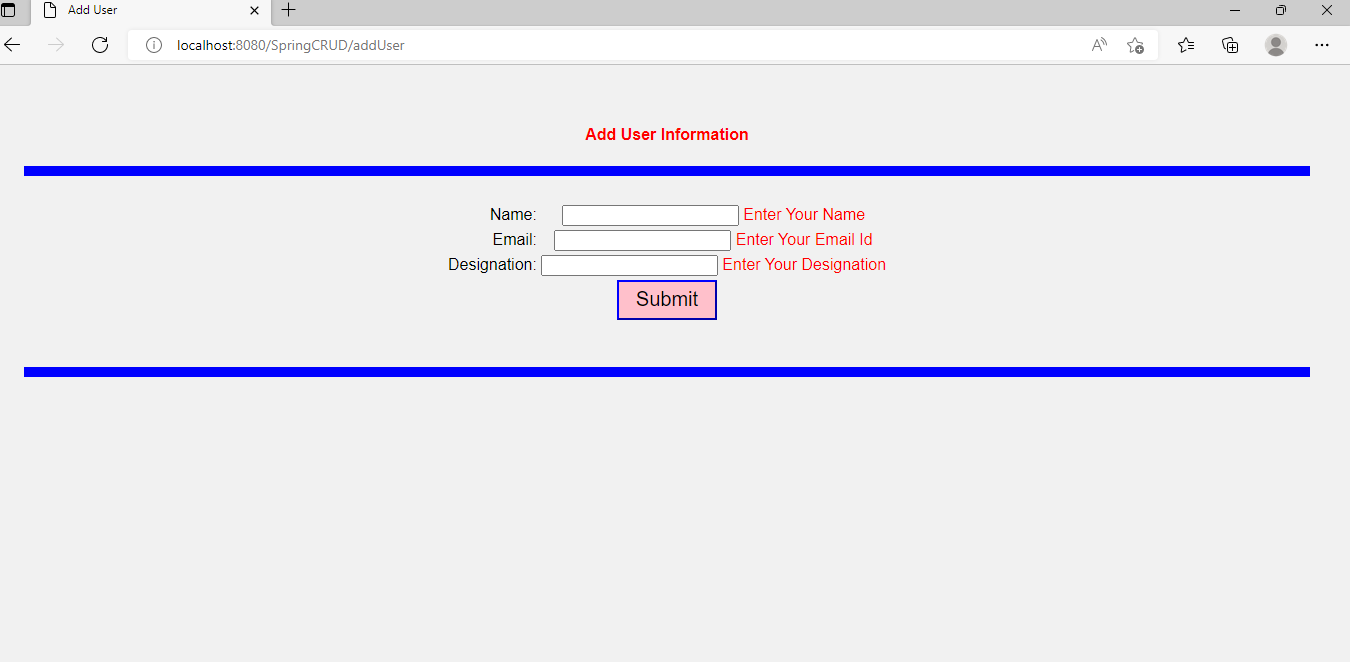 Add User
localhost:8080/SpringCRUD/addUser
Add User Information
Name: Enter Your Name
Email: Enter Your Email Id
Designation: Enter Your Designation
Submit